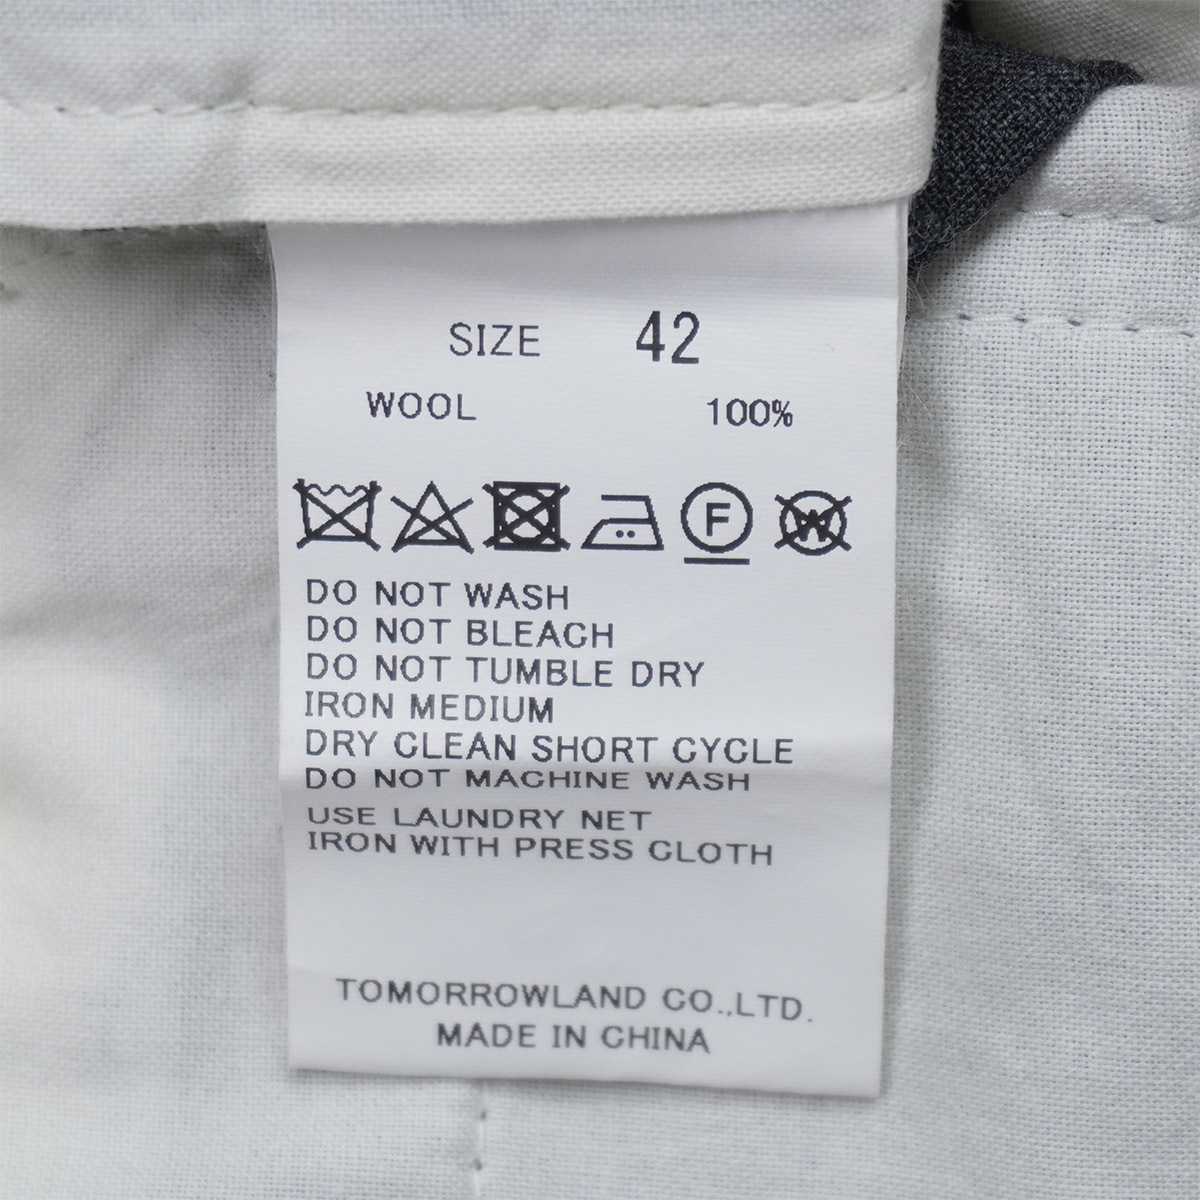 SIZE 42
WOOL 100%
F W
DO NOT WASH
DO NOT BLEACH
DO NOT TUMBLE DRY
IRON MEDIUM
DRY CLEAN SHORT CYCLE
DO NOT MACHINE WASH
USE LAUNDRY NET
IRON WITH PRESS CLOTH
TOMORROWLAND CO.,LTD.
MADE IN CHINA